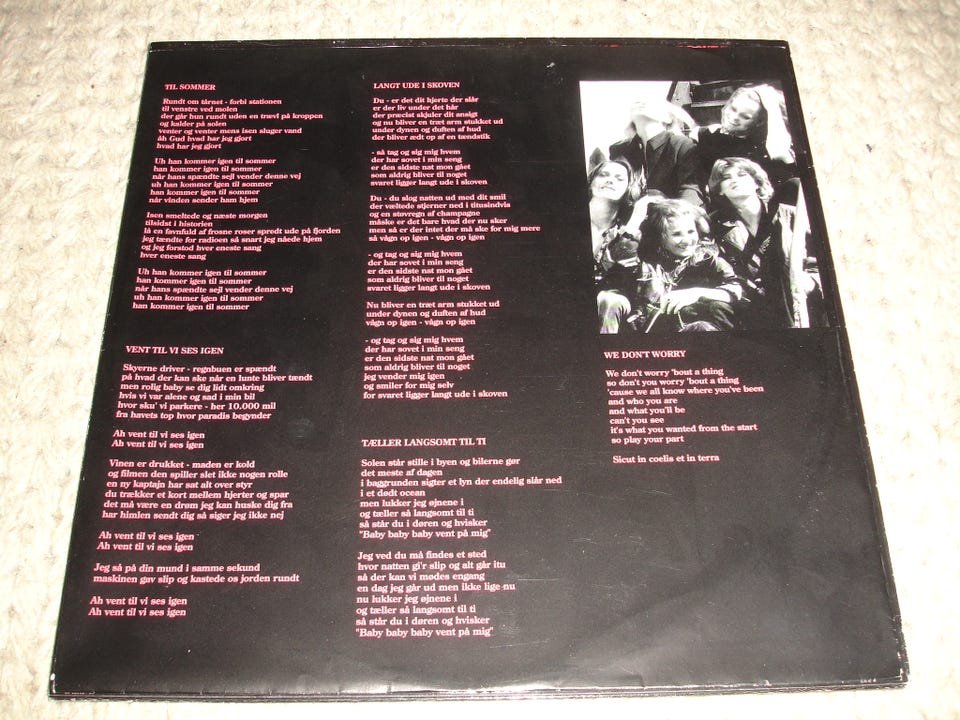 TIL SOMMER
Rundt om tårnet - forbi stationen
til venstre ved molen
der går hun rundt uden en trævl på kroppen
og kalder på solen
venter og venter mens isen sluger vand
åh Gud hvad har jeg gjort
hvad har jeg gjort
Uh han kommer igen til sommer
han kommer igen til sommer
når hans spændte sejl vender denne vej
uh han kommer igen til sommer
han kommer igen til sommer
når vinden sender ham hjem
Isen smeltede og næste morgen
tilsidst i historien
lå en favnfuld af frosne roser spredt ude på fjorden
jeg tændte for radioen så snart jeg nåede hjem
og jeg forstod hver eneste sang
hver eneste sang
Uh han kommer igen til sommer
han kommer igen til sommer
når hans spændte sejl vender denne vej
uh han kommer igen til sommer
han kommer igen til sommer
VENT TIL VI SES IGEN
Skyerne driver - regnbuen er spændt
på hvad der kan ske når en lunte bliver tændt
men rolig baby se dig lidt omkring
hvis vi var alene og sad i min bil
hvor sku' vi parkere - her 10.000 mil
fra havets top hvor paradis begynder
Ah vent til vi ses igen
Ah vent til vi ses igen
Vinen er drukket - maden er kold
og filmen den spiller slet ikke nogen rolle
en ny kaptajn har sat alt over styr
du trækker et kort mellem hjerter og spar
det må være en drøm jeg kan huske dig fra
har himlen sendt dig så siger jeg ikke nej
Ah vent til vi ses igen
Ah vent til vi ses igen
Jeg så på din mund i samme sekund
maskinen gav slip og kastede os jorden rundt
Ah vent til vi ses igen
Ah vent til vi ses igen
LANGT UDE I SKOVEN
Du - er det dit hjerte der slår
er der liv under det hår
der præcist skjuler dit ansigt
og nu bliver en træt arm stukket ud
under dynen og duften af hud
der bliver ædt op af en tændstik
- så tag og sig mig hvem
der har sovet i min seng
er den sidste nat mon gået
som aldrig bliver til noget
svaret ligger langt ude i skoven
Du - du slog natten ud med dit smil
der væltede stjerner ned i titusindvis
og en støvregn af champagne
måske er det bare hvad der nu sker
men så er der intet der må ske for mig mere
så vågn op igen - vågn op igen
- og tag og sig mig hvem
der har sovet i min seng
er den sidste nat mon gået
som aldrig bliver til noget
svaret ligger langt ude i skoven
Nu bliver en træt arm stukket ud
under dynen og duften af hud
vågn op igen - vågn op igen
- og tag og sig mig hvem
der har sovet i min seng
er den sidste nat mon gået
som aldrig bliver til noget
jeg vender mig igen
og smiler for mig selv
for svaret ligger langt ude i skoven
TÆLLER LANGSOMT TIL TI
Solen står stille i byen og bilerne gør
det meste af dagen
i baggrunden sigter et lyn der endelig slår ned
i et dødt ocean
men lukker jeg øjnene i
og tæller så langsomt til ti
så står du i døren og hvisker
"Baby baby baby vent på mig"
Jeg ved du må findes et sted
hvor natten gi'r slip og alt går itu
så der kan vi mødes engang
en dag jeg går ud men ikke lige nu
nu lukker jeg øjnene i
og tæller så langsomt til ti
så står du i døren og hvisker
"Baby baby baby vent på mig"
WE DON'T WORRY
We don't worry 'bout a thing
so don't you worry 'bout a thing
'cause we all know where you've been
and who you are
and what you'll be
can't you see
it's what you wanted from the start
so play your part
Sicut in coelis et in terra